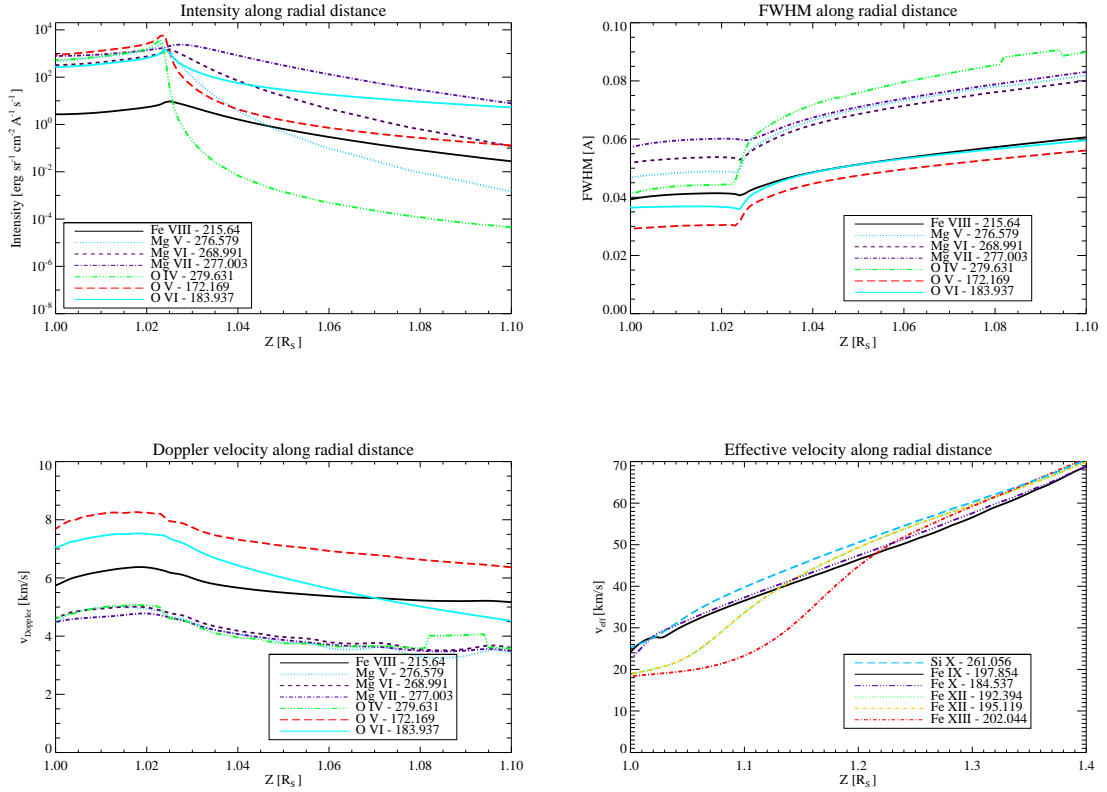 Intensity along radial distance
Intensity [erg sr⁻¹ cm⁻² A⁻¹ s⁻¹]
10⁴
10²
10⁰
10⁻²
10⁻⁴
10⁻⁶
10⁻⁸
Fe VIII - 215.64
Mg V - 276.579
Mg VI - 268.991
Mg VII - 277.003
O IV - 279.631
O V - 172.169
O VI - 183.937
1.00 1.02 1.04 1.06 1.08 1.10
Z [R_S]
FWHM along radial distance
FWHM [A]
0.10
0.08
0.06
0.04
0.02
0.00
Fe VIII - 215.64
Mg V - 276.579
Mg VI - 268.991
Mg VII - 277.003
O IV - 279.631
O V - 172.169
O VI - 183.937
1.00 1.02 1.04 1.06 1.08 1.10
Z [R_S]
Doppler velocity along radial distance
v_Doppler [km/s]
10
8
6
4
2
0
Fe VIII - 215.64
Mg V - 276.579
Mg VI - 268.991
Mg VII - 277.003
O IV - 279.631
O V - 172.169
O VI - 183.937
1.00 1.02 1.04 1.06 1.08 1.10
Z [R_S]
Effective velocity along radial distance
v_eff [km/s]
70
60
50
40
30
20
10
0
Si X - 261.056
Fe IX - 197.854
Fe X - 184.537
Fe XII - 192.394
Fe XII - 195.119
Fe XIII - 202.044
1.0 1.1 1.2 1.3 1.4
Z [R_S]